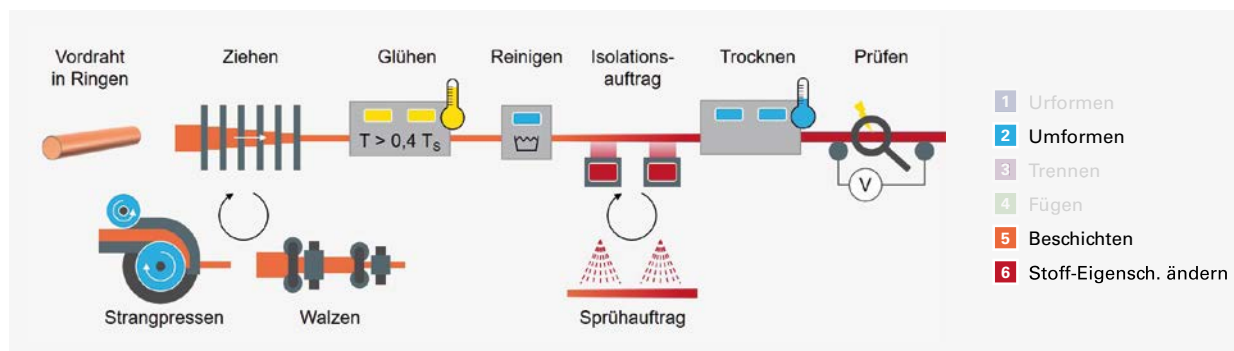 Vordraht
in Ringen
Ziehen
Glühen
Reinigen
Isolations-
auftrag
Trocknen
Prüfen
T > 0,4 Tₛ
V
Strangpressen
Walzen
Sprühauftrag
1 Urformen
2 Umformen
3 Trennen
4 Fügen
5 Beschichten
6 Stoff-Eigensch. ändern